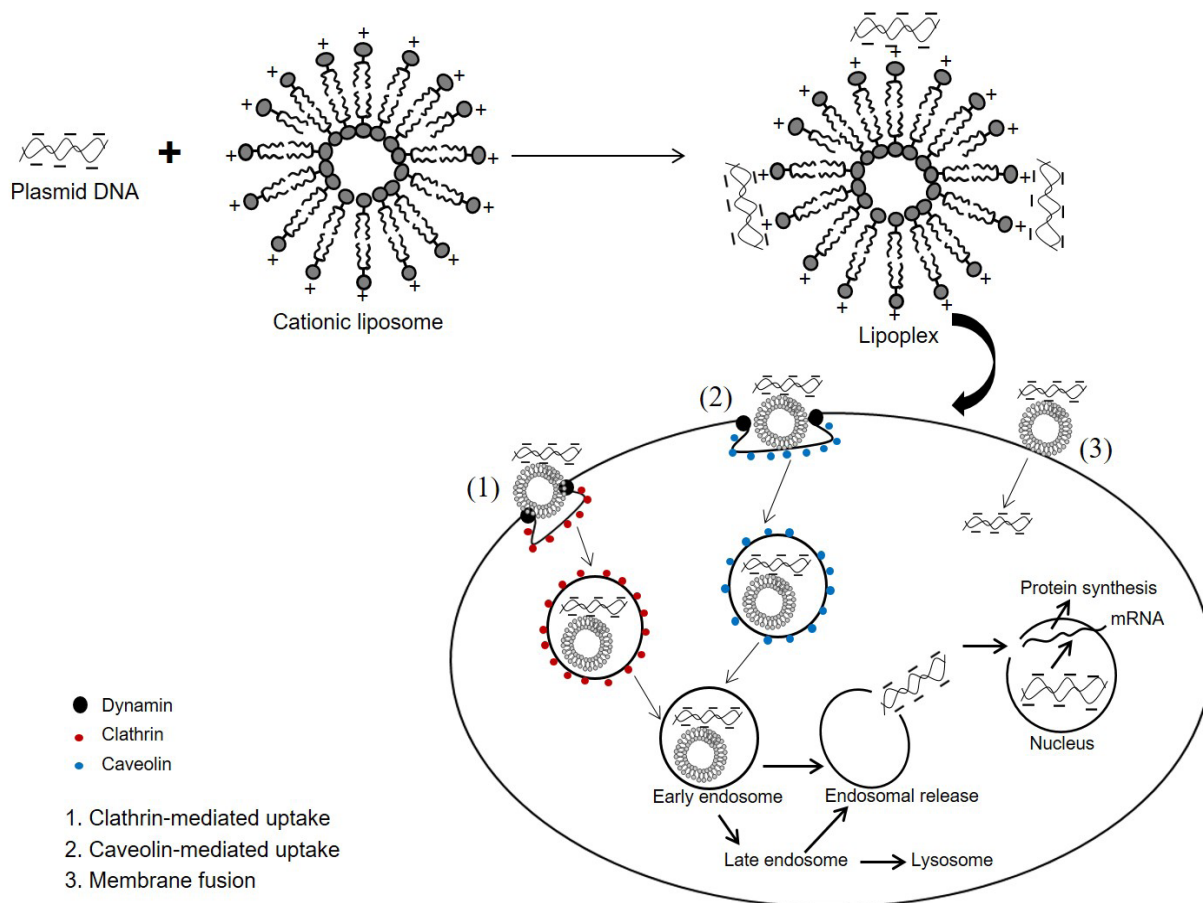 Plasmid DNA
+
Cationic liposome
Lipoplex
(1)
(2)
(3)
Protein synthesis
mRNA
Nucleus
Early endosome
Endosomal release
Late endosome
Lysosome
Dynamin
Clathrin
Caveolin
1. Clathrin-mediated uptake
2. Caveolin-mediated uptake
3. Membrane fusion